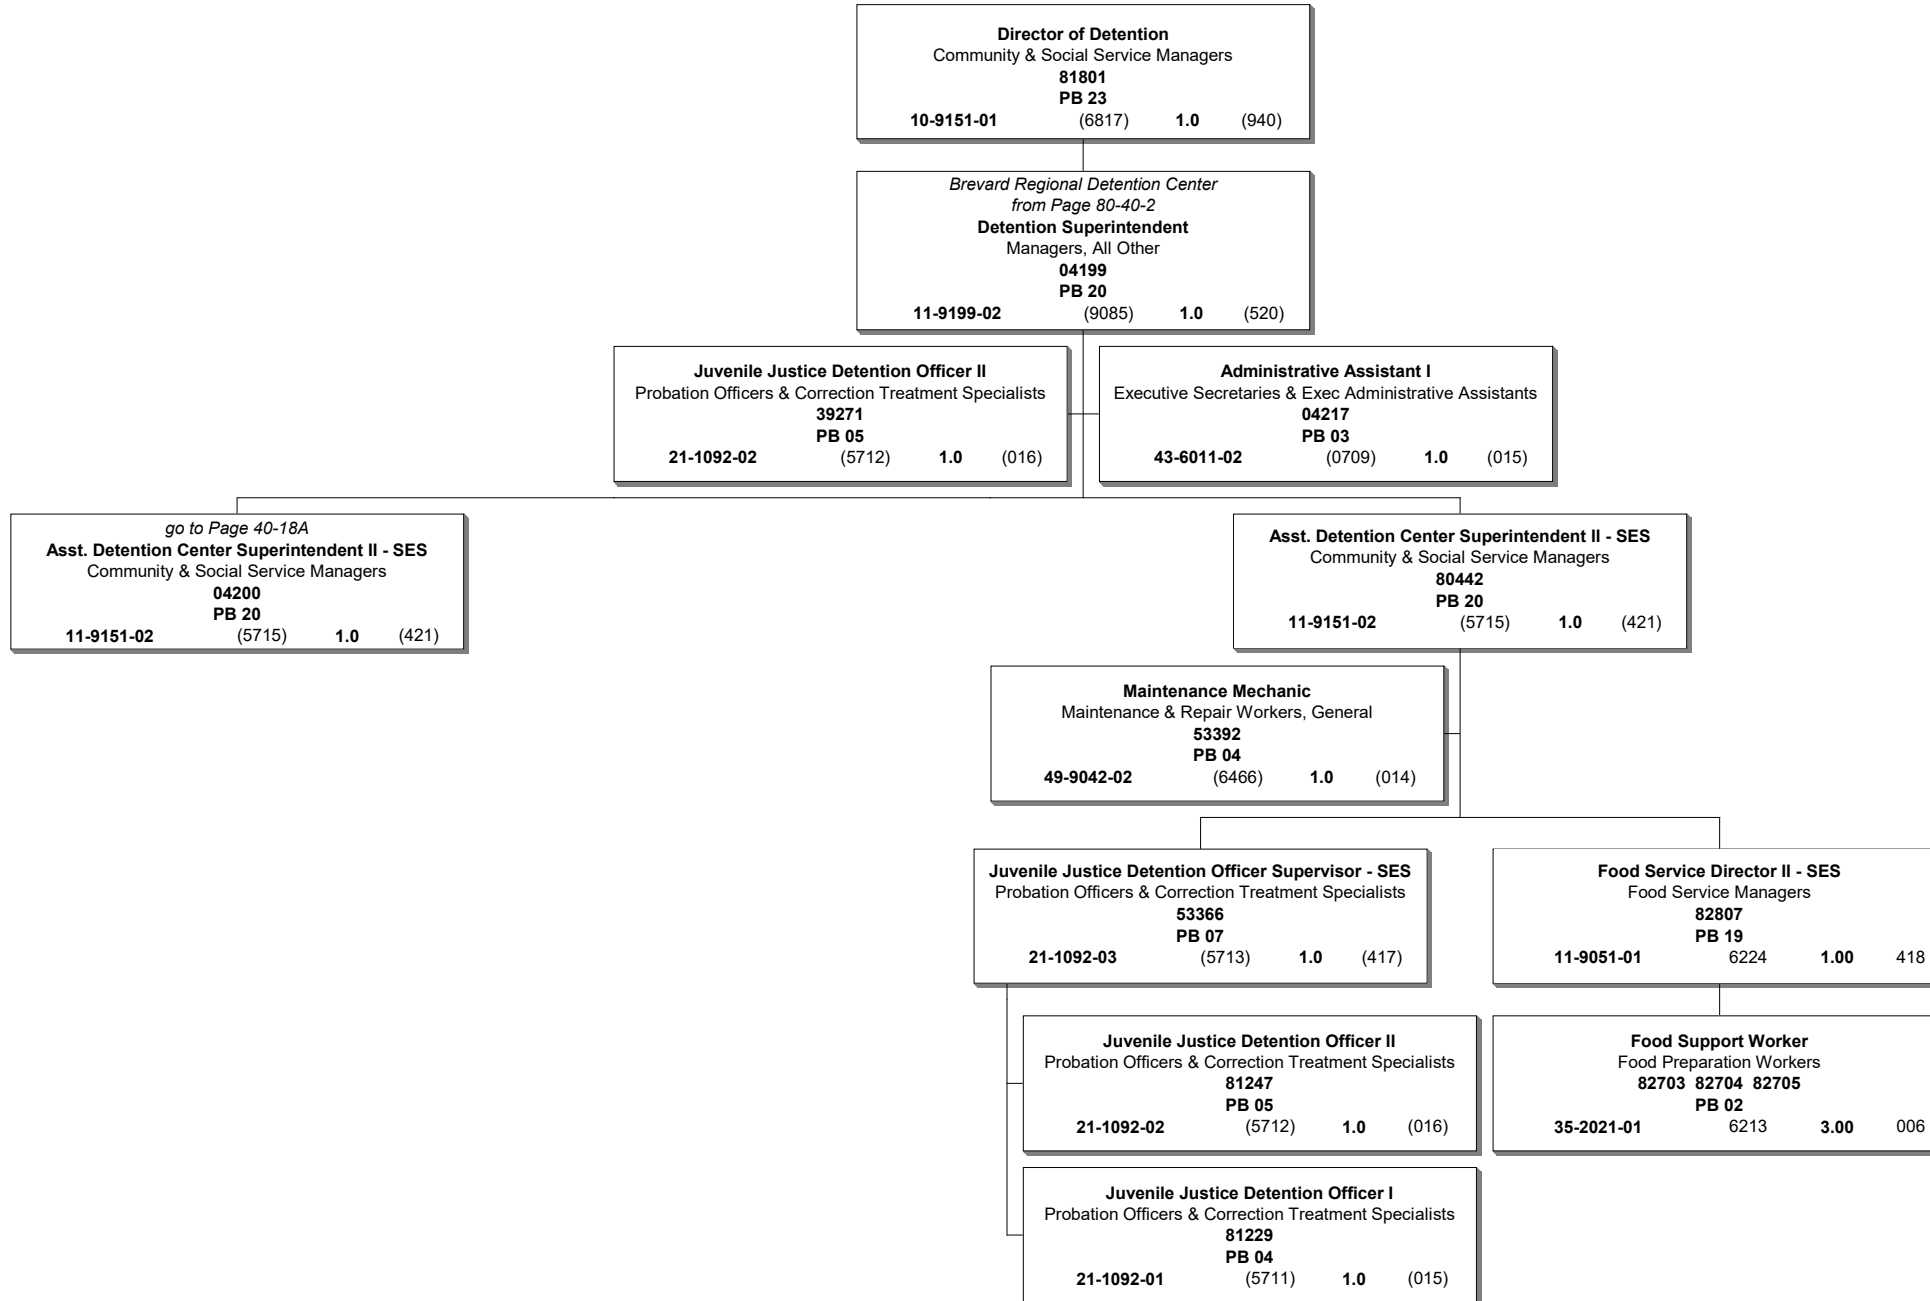 Director of Detention
Community & Social Service Managers
81801
PB 23
10-9151-01 (6817) 1.0 (940)
Brevard Regional Detention Center
from Page 80-40-2
Detention Superintendent
Managers, All Other
04199
PB 20
11-9199-02 (9085) 1.0 (520)
Juvenile Justice Detention Officer II
Probation Officers & Correction Treatment Specialists
39271
PB 05
21-1092-02 (5712) 1.0 (016)
Administrative Assistant I
Executive Secretaries & Exec Administrative Assistants
04217
PB 03
43-6011-02 (0709) 1.0 (015)
go to Page 40-18A
Asst. Detention Center Superintendent II - SES
Community & Social Service Managers
04200
PB 20
11-9151-02 (5715) 1.0 (421)
Asst. Detention Center Superintendent II - SES
Community & Social Service Managers
80442
PB 20
11-9151-02 (5715) 1.0 (421)
Maintenance Mechanic
Maintenance & Repair Workers, General
53392
PB 04
49-9042-02 (6466) 1.0 (014)
Juvenile Justice Detention Officer Supervisor - SES
Probation Officers & Correction Treatment Specialists
53366
PB 07
21-1092-03 (5713) 1.0 (417)
Food Service Director II - SES
Food Service Managers
82807
PB 19
11-9051-01 6224 1.00 418
Juvenile Justice Detention Officer II
Probation Officers & Correction Treatment Specialists
81247
PB 05
21-1092-02 (5712) 1.0 (016)
Food Support Worker
Food Preparation Workers
82703 82704 82705
PB 02
35-2021-01 6213 3.00 006
Juvenile Justice Detention Officer I
Probation Officers & Correction Treatment Specialists
81229
PB 04
21-1092-01 (5711) 1.0 (015)